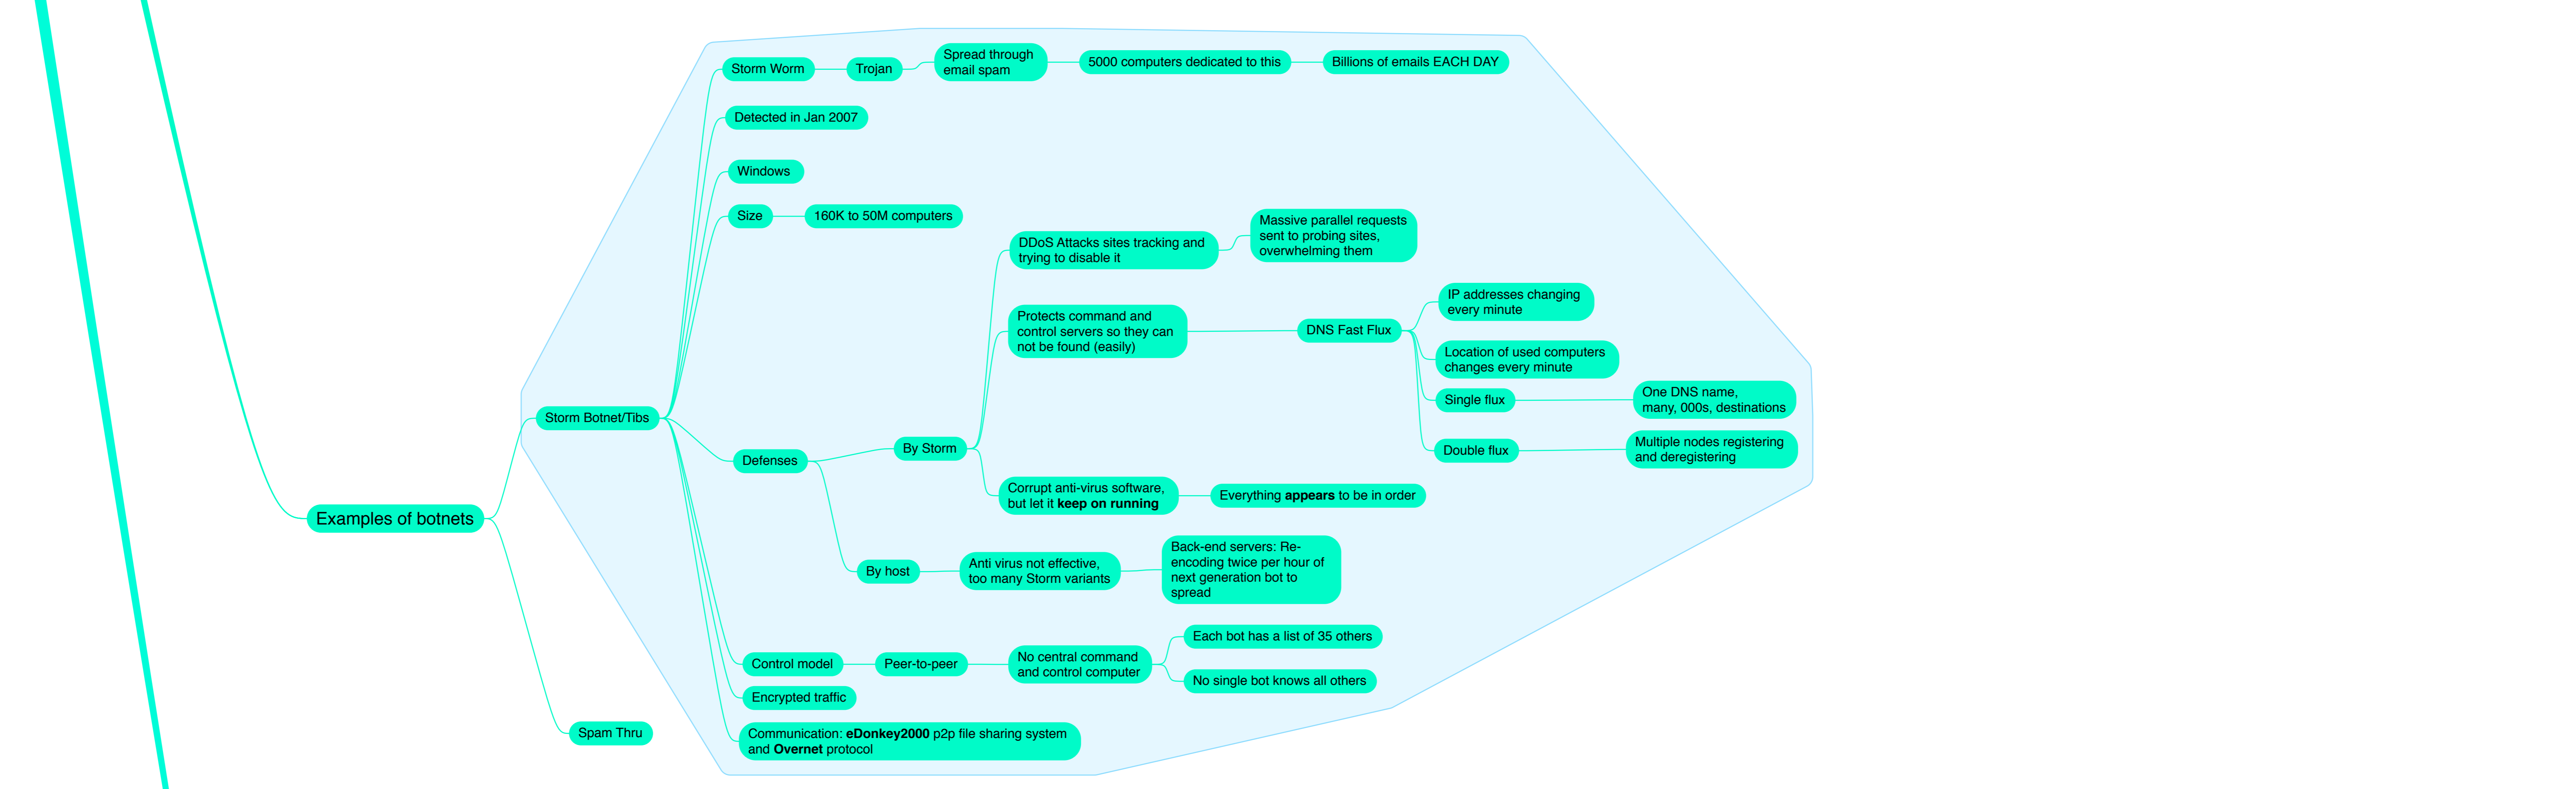 Examples of botnets
Storm Botnet/Tibs
Storm Worm
Trojan
Spread through
email spam
5000 computers dedicated to this
Billions of emails EACH DAY
Detected in Jan 2007
Windows
Size
160K to 50M computers
Defenses
By Storm
DDoS Attacks sites tracking and
trying to disable it
Massive parallel requests
sent to probing sites,
overwhelming them
Protects command and
control servers so they can
not be found (easily)
DNS Fast Flux
IP addresses changing
every minute
Location of used computers
changes every minute
Single flux
One DNS name,
many, 000s, destinations
Double flux
Multiple nodes registering
and deregistering
Corrupt anti-virus software,
but let it keep on running
Everything appears to be in order
By host
Anti virus not effective,
too many Storm variants
Back-end servers: Re-
encoding twice per hour of
next generation bot to
spread
Control model
Peer-to-peer
No central command
and control computer
Each bot has a list of 35 others
No single bot knows all others
Encrypted traffic
Communication: eDonkey2000 p2p file sharing system
and Overnet protocol
Spam Thru